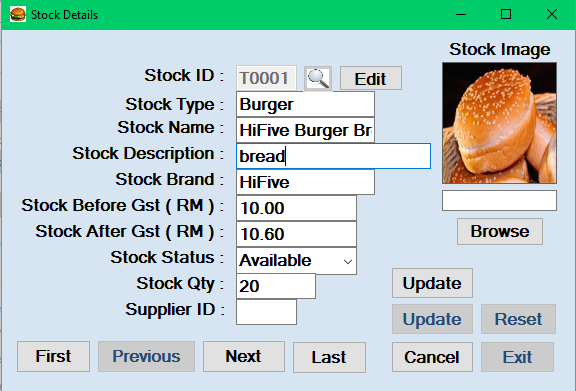 Stock Details
Stock Image
Stock ID : T0001 Edit
Stock Type : Burger
Stock Name : HiFive Burger Br
Stock Description : bread
Stock Brand : HiFive
Stock Before Gst ( RM ) : 10.00
Stock After Gst ( RM ) : 10.60
Browse
Stock Status : Available
Stock Qty : 20
Update
Supplier ID :
Update Reset
First Previous Next Last Cancel Exit